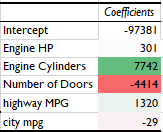 Coefficients
Intercept -97381
Engine HP 301
Engine Cylinders 7742
Number of Doors -4414
highway MPG 1320
city mpg -29